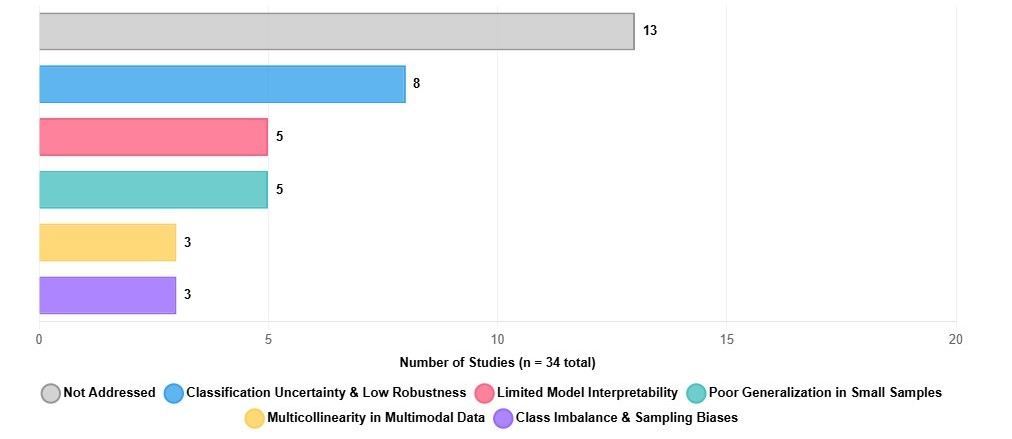 13
8
5
5
3
3
0 5 10 15 20
Number of Studies (n = 34 total)
Not Addressed Classification Uncertainty & Low Robustness Limited Model Interpretability Poor Generalization in Small Samples
Multicollinearity in Multimodal Data Class Imbalance & Sampling Biases